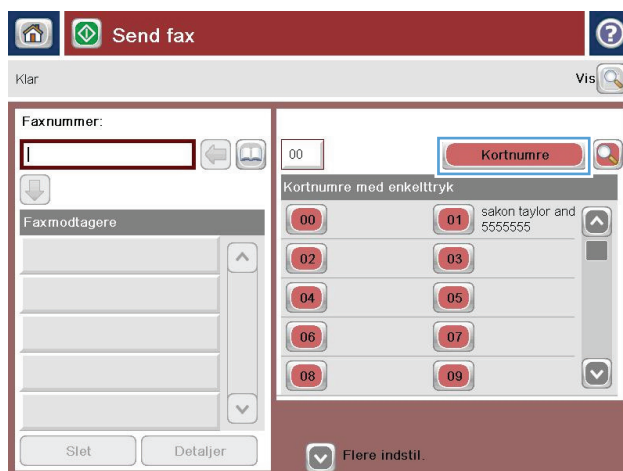 Send fax
Klar
Vis
Faxnummer:
00
Kortnumre
Kortnumre med enkelttryk
Faxmodtagere
00
01
sakon taylor and
5555555
02
03
04
05
06
07
08
09
Slet
Detaljer
Flere indstil.